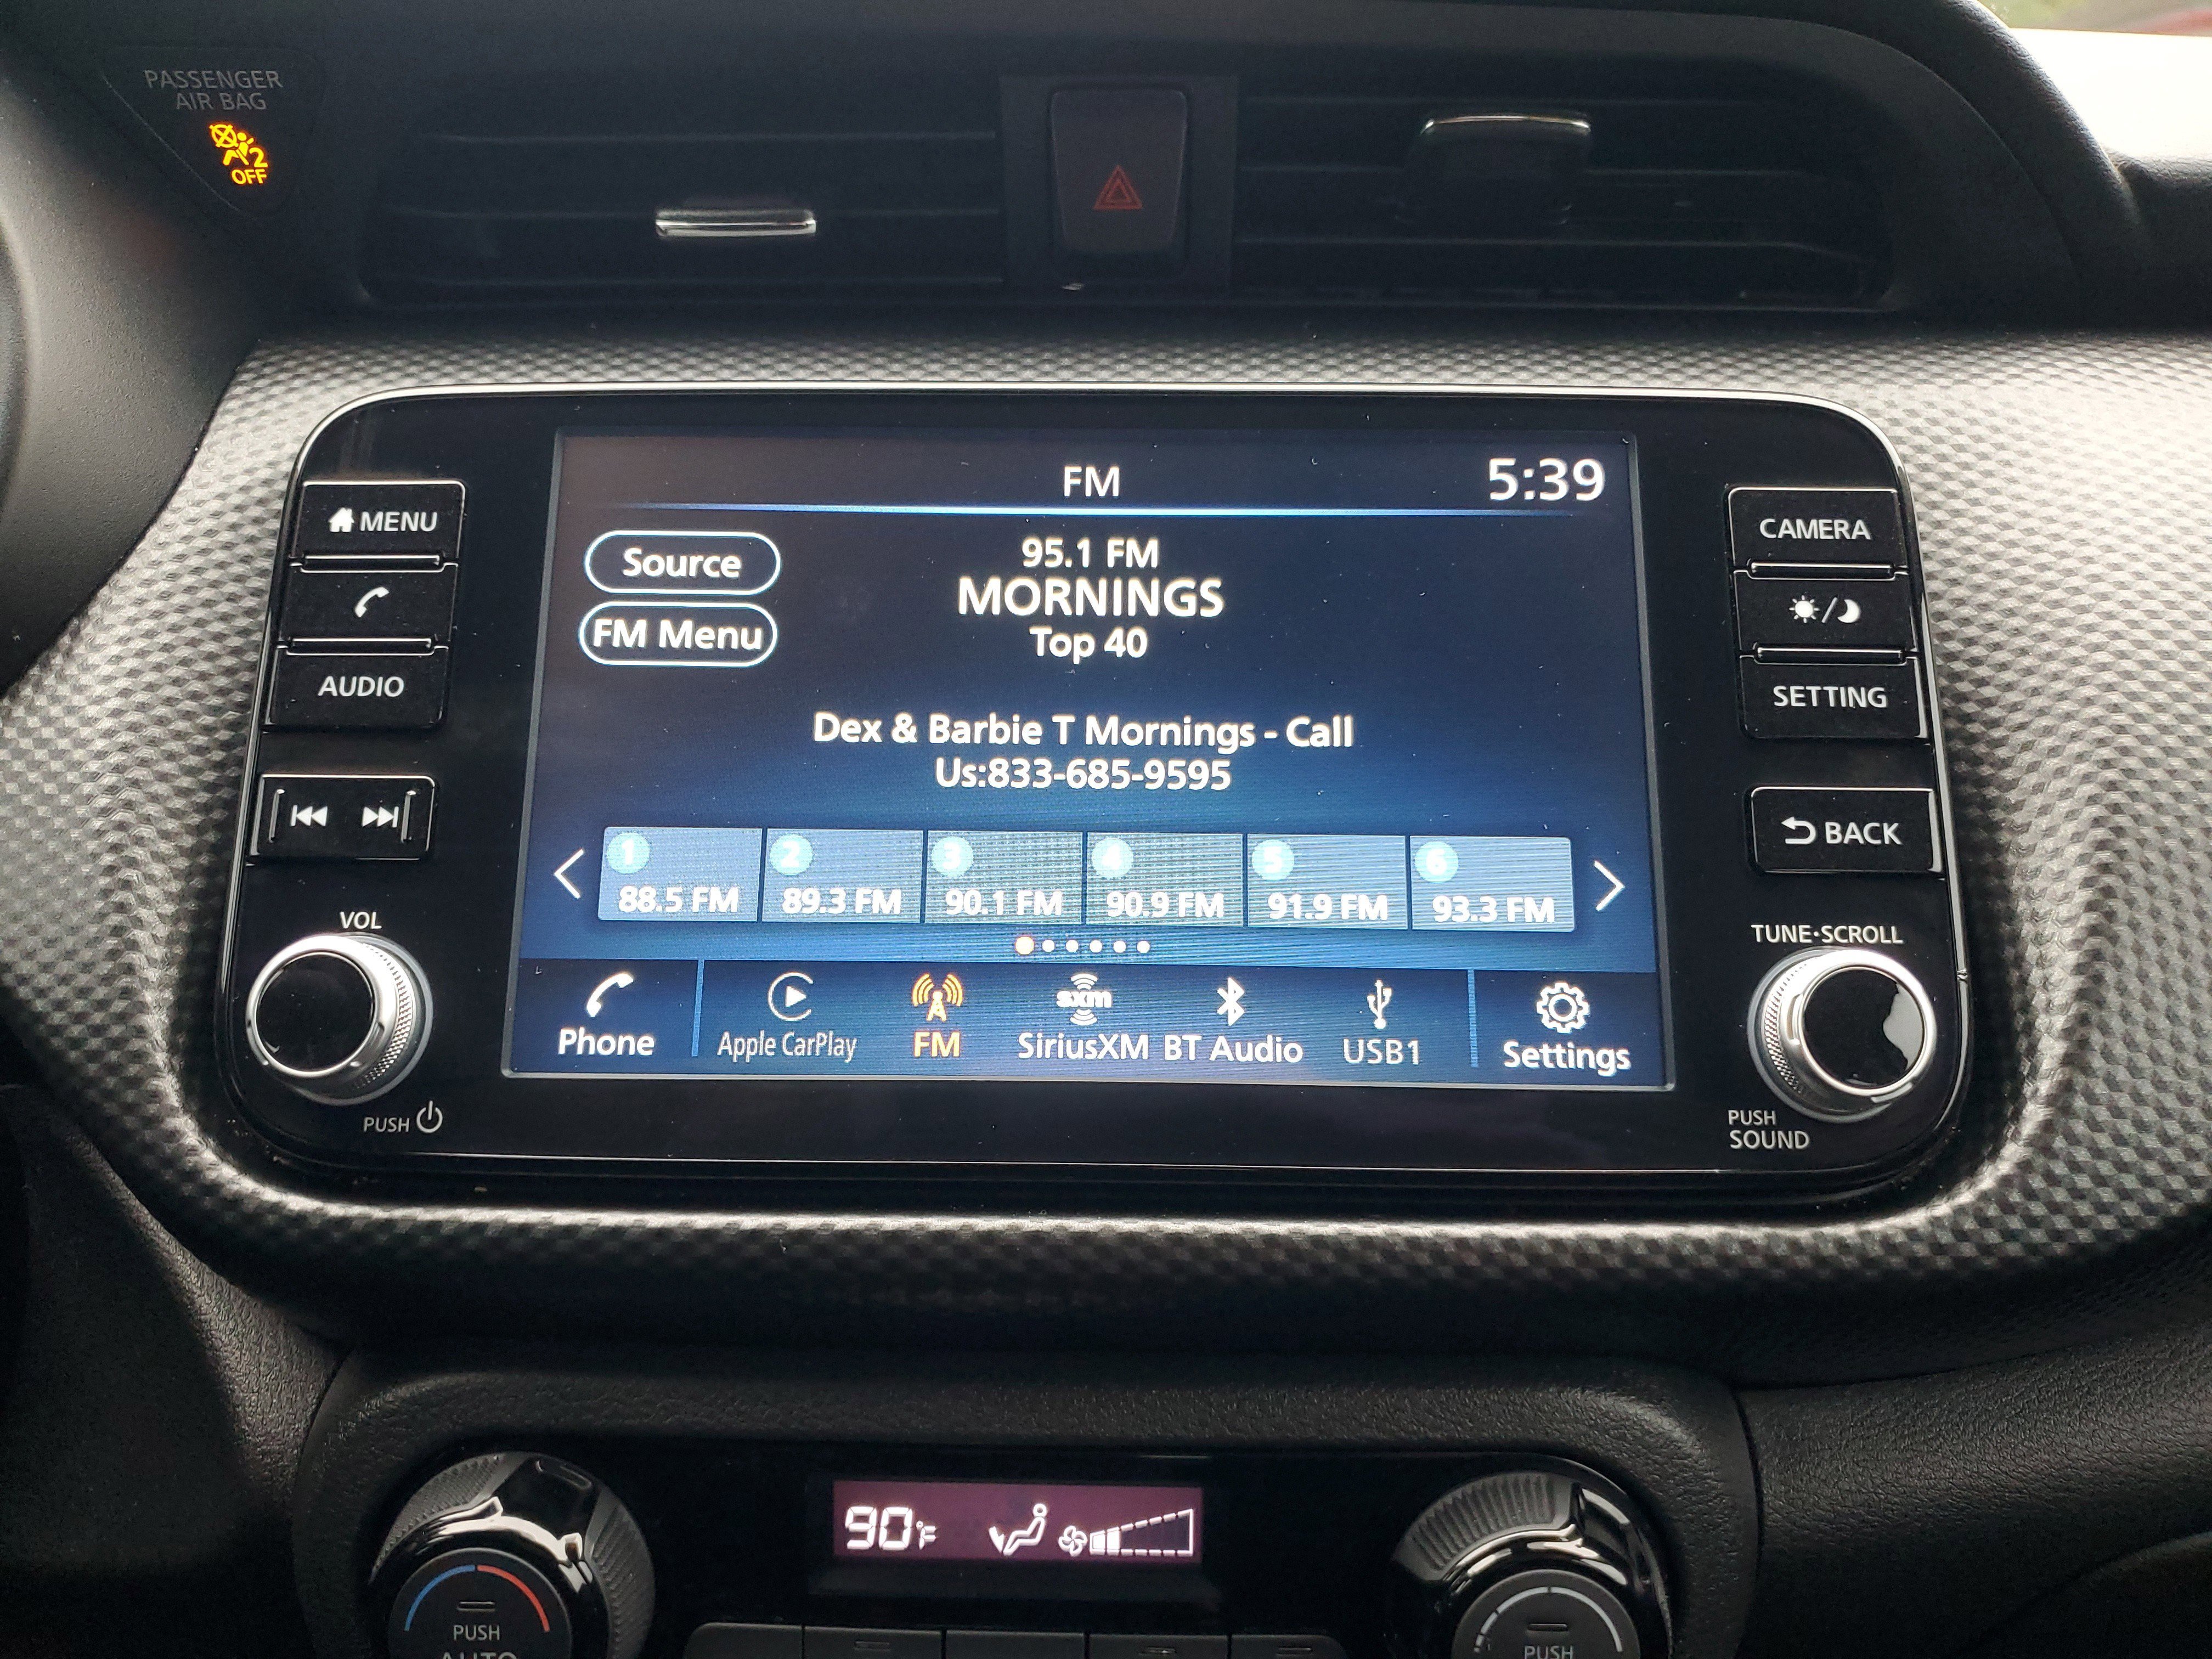 PASSENGER
AIR BAG
2
OFF
FM
5:39
MENU
AUDIO
VOL
PUSH
Source
FM Menu
95.1 FM
MORNINGS
Top 40
Dex & Barbie T Mornings - Call
Us:833-685-9595
1 2 3 4 5 6
88.5 FM 89.3 FM 90.1 FM 90.9 FM 91.9 FM 93.3 FM
sxm
Phone Apple CarPlay FM SiriusXM BT Audio USB1 Settings
CAMERA
SETTING
BACK
TUNE·SCROLL
PUSH
SOUND
90°F
PUSH
AUTO
PUSH